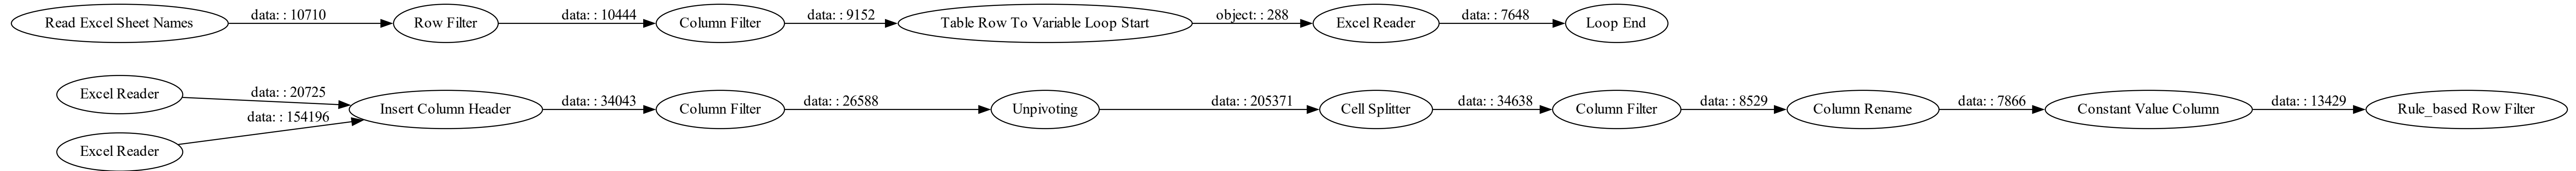 Read Excel Sheet Names
data: : 10710
Row Filter
data: : 10444
Column Filter
data: : 9152
Table Row To Variable Loop Start
object: : 288
Excel Reader
data: : 7648
Loop End
Excel Reader
data: : 20725
Excel Reader
data: : 154196
Insert Column Header
data: : 34043
Column Filter
data: : 26588
Unpivoting
data: : 205371
Cell Splitter
data: : 34638
Column Filter
data: : 8529
Column Rename
data: : 7866
Constant Value Column
data: : 13429
Rule_based Row Filter